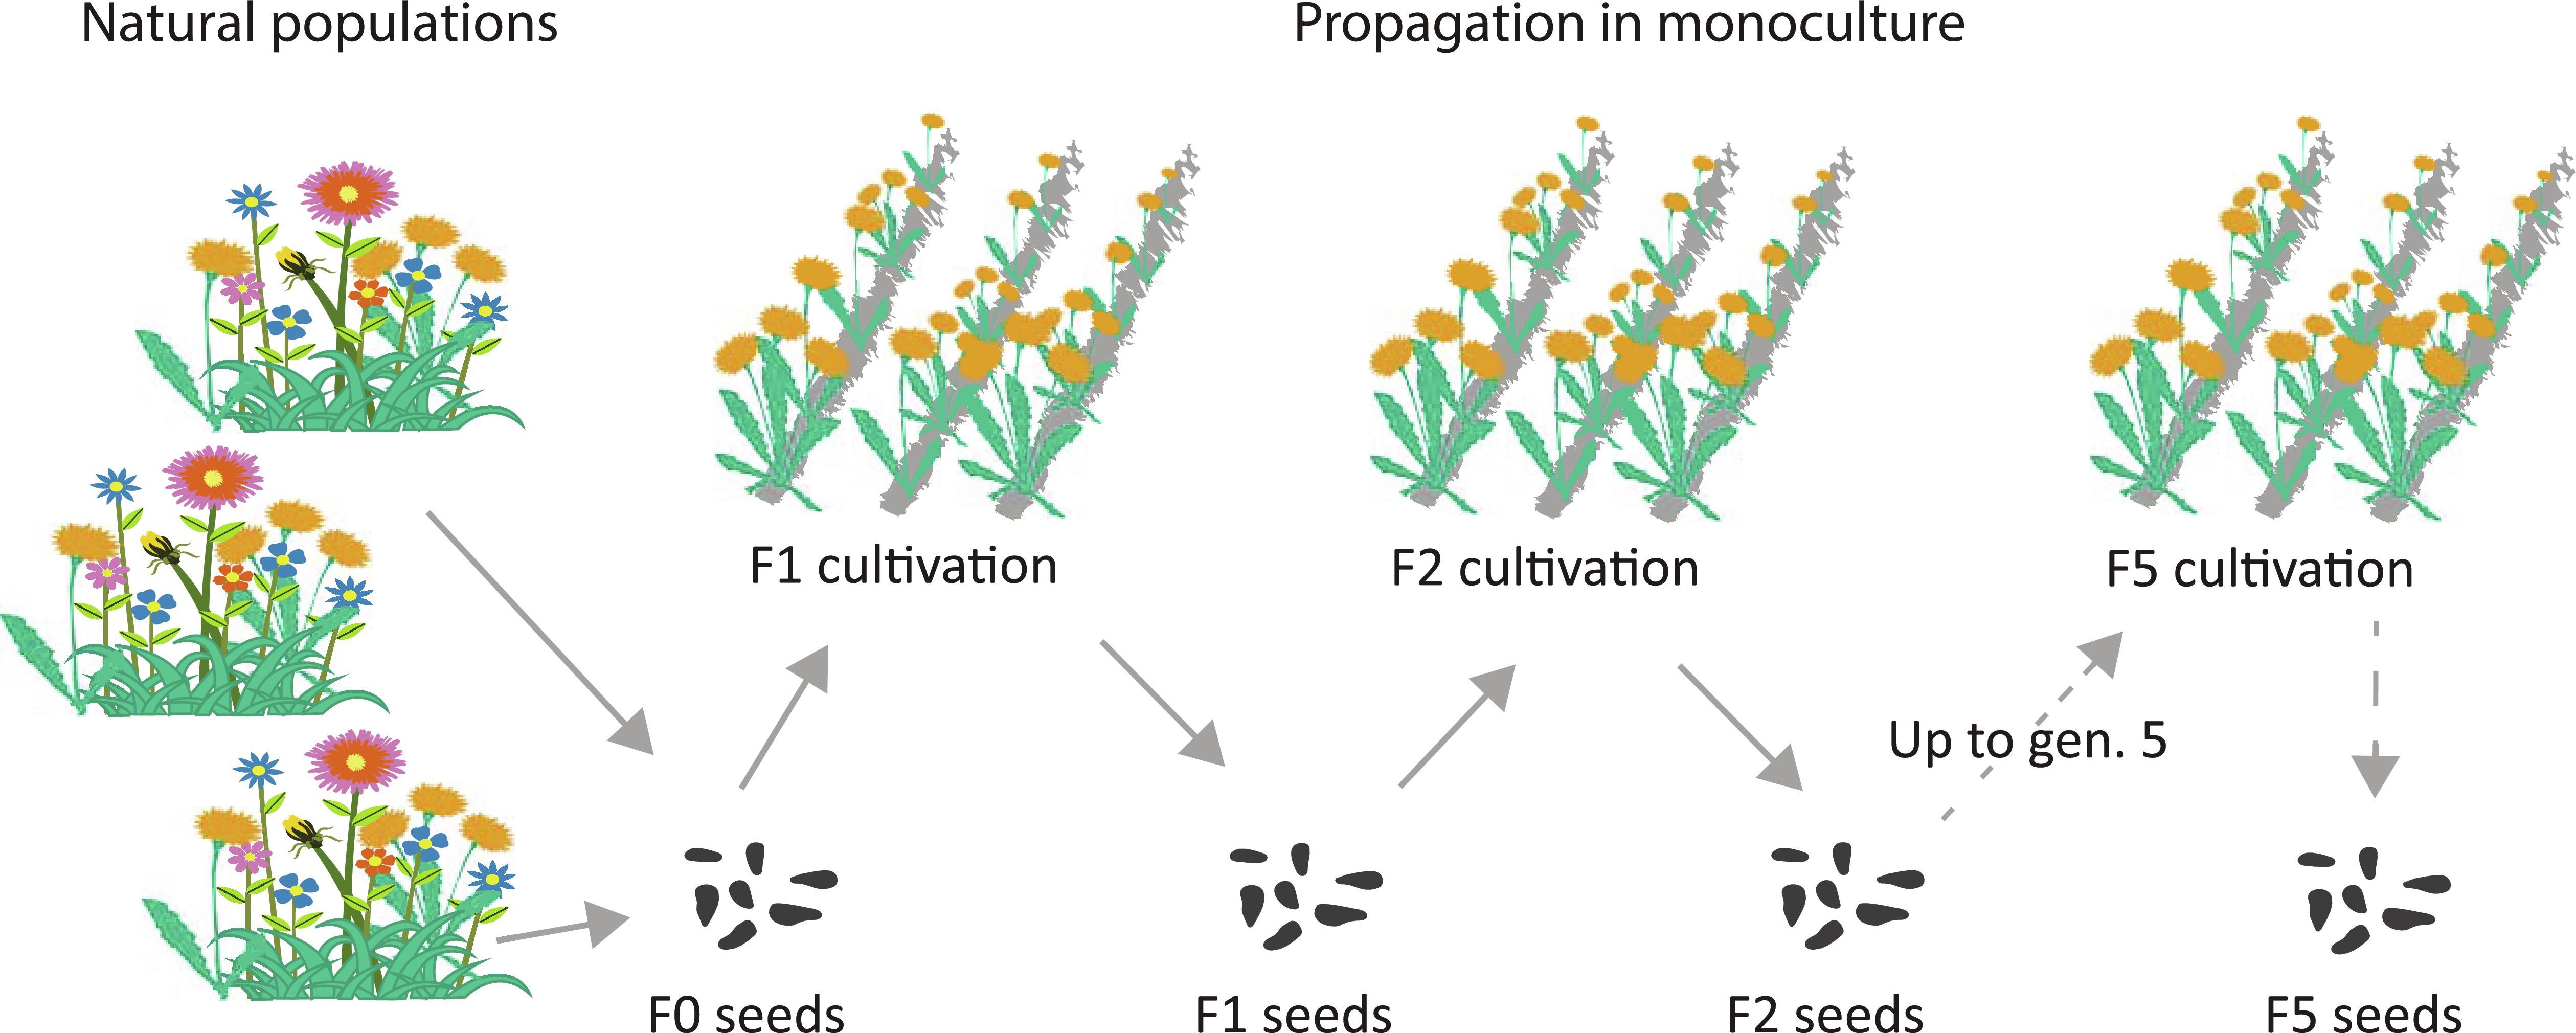 Natural populations
Propagation in monoculture
F1 cultivation
F2 cultivation
F5 cultivation
Up to gen. 5
F0 seeds
F1 seeds
F2 seeds
F5 seeds